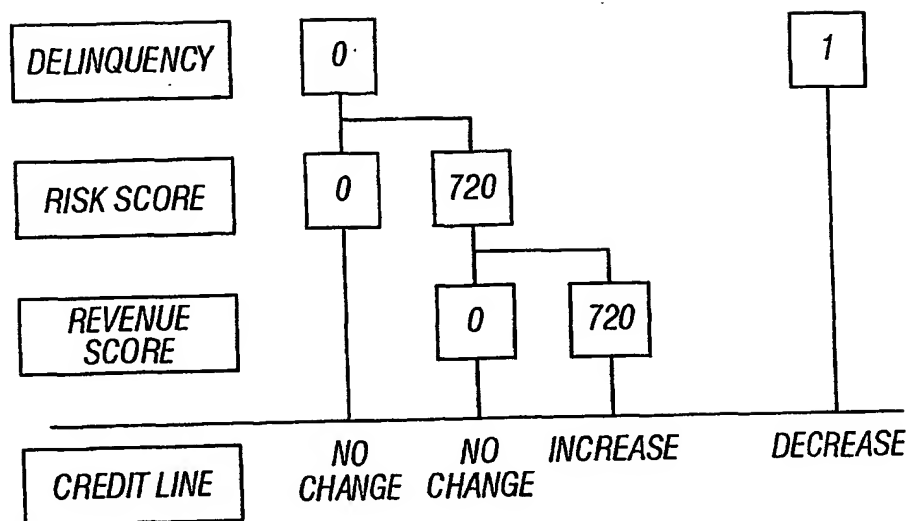 DELINQUENCY 0 1
RISK SCORE 0 720
REVENUE
SCORE
0 720
CREDIT LINE
NO
CHANGE
NO
CHANGE
INCREASE
DECREASE